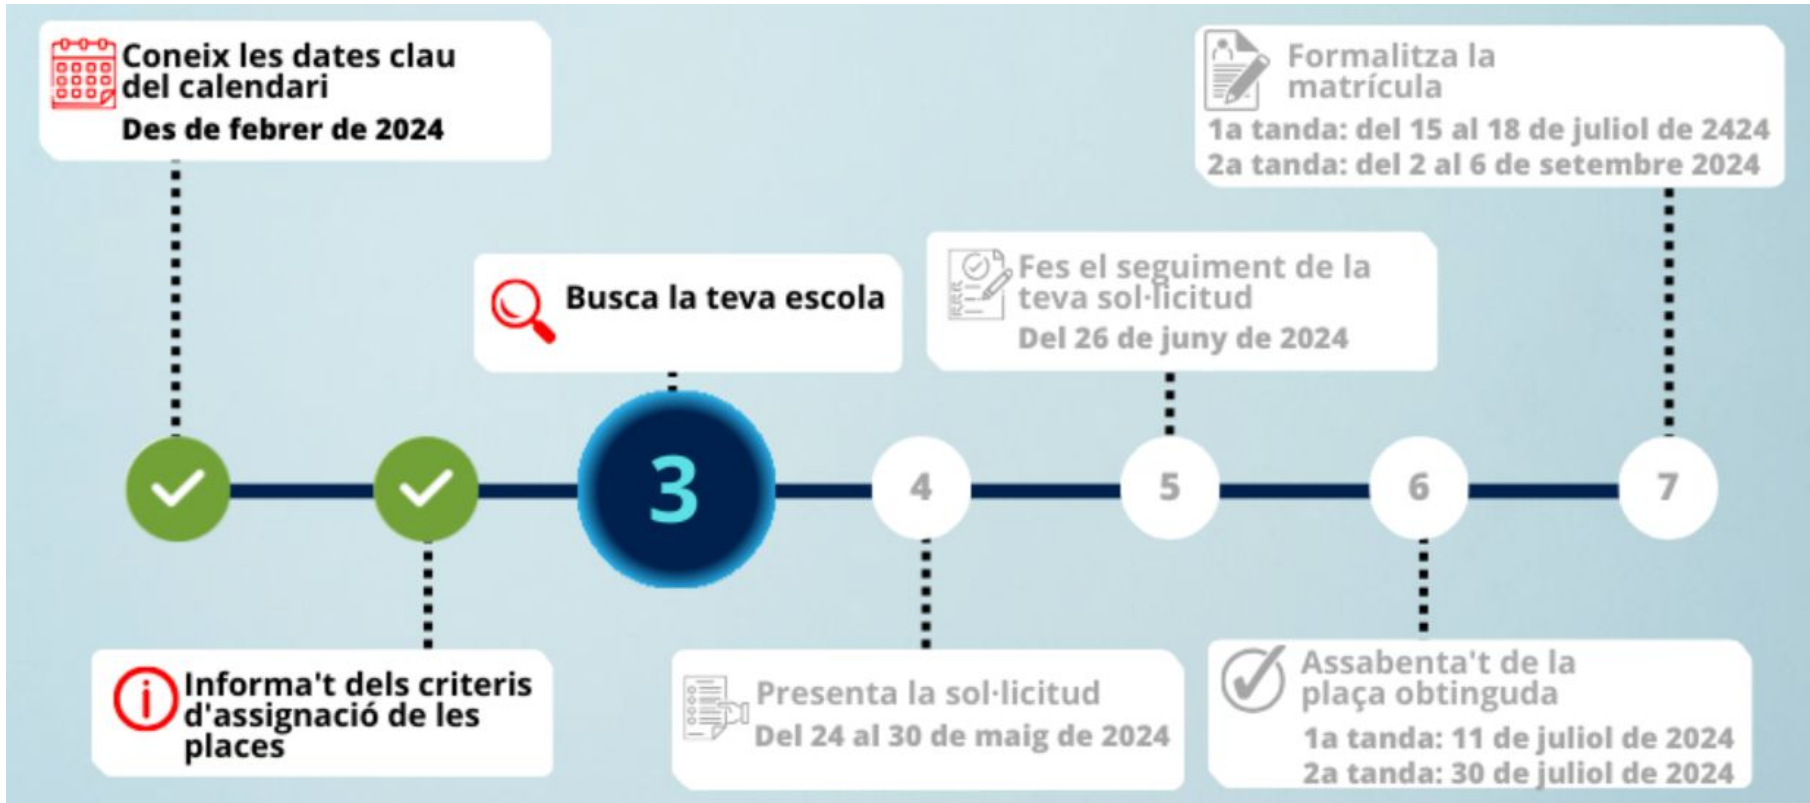 Coneix les dates clau
del calendari
Des de febrer de 2024
Informa't dels criteris
d'assignació de les
places
Busca la teva escola
3
4
Presenta la sol·licitud
Del 24 al 30 de maig de 2024
Fes el seguiment de la
teva sol·licitud
Del 26 de juny de 2024
5
6
Assabenta't de la
plaça obtinguda
1a tanda: 11 de juliol de 2024
2a tanda: 30 de juliol de 2024
Formalitza la
matrícula
1a tanda: del 15 al 18 de juliol de 2424
2a tanda: del 2 al 6 de setembre 2024
7